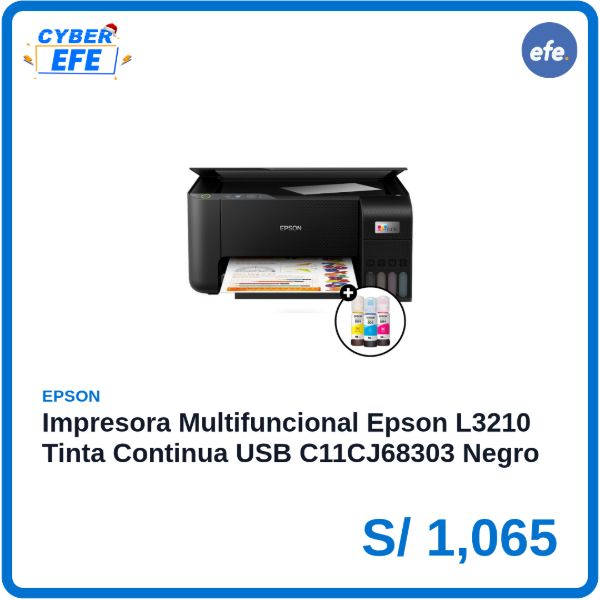 CYBER
EFE
efe.
EPSON
EPSON
Impresora Multifuncional Epson L3210
Tinta Continua USB C11CJ68303 Negro
S/ 1,065